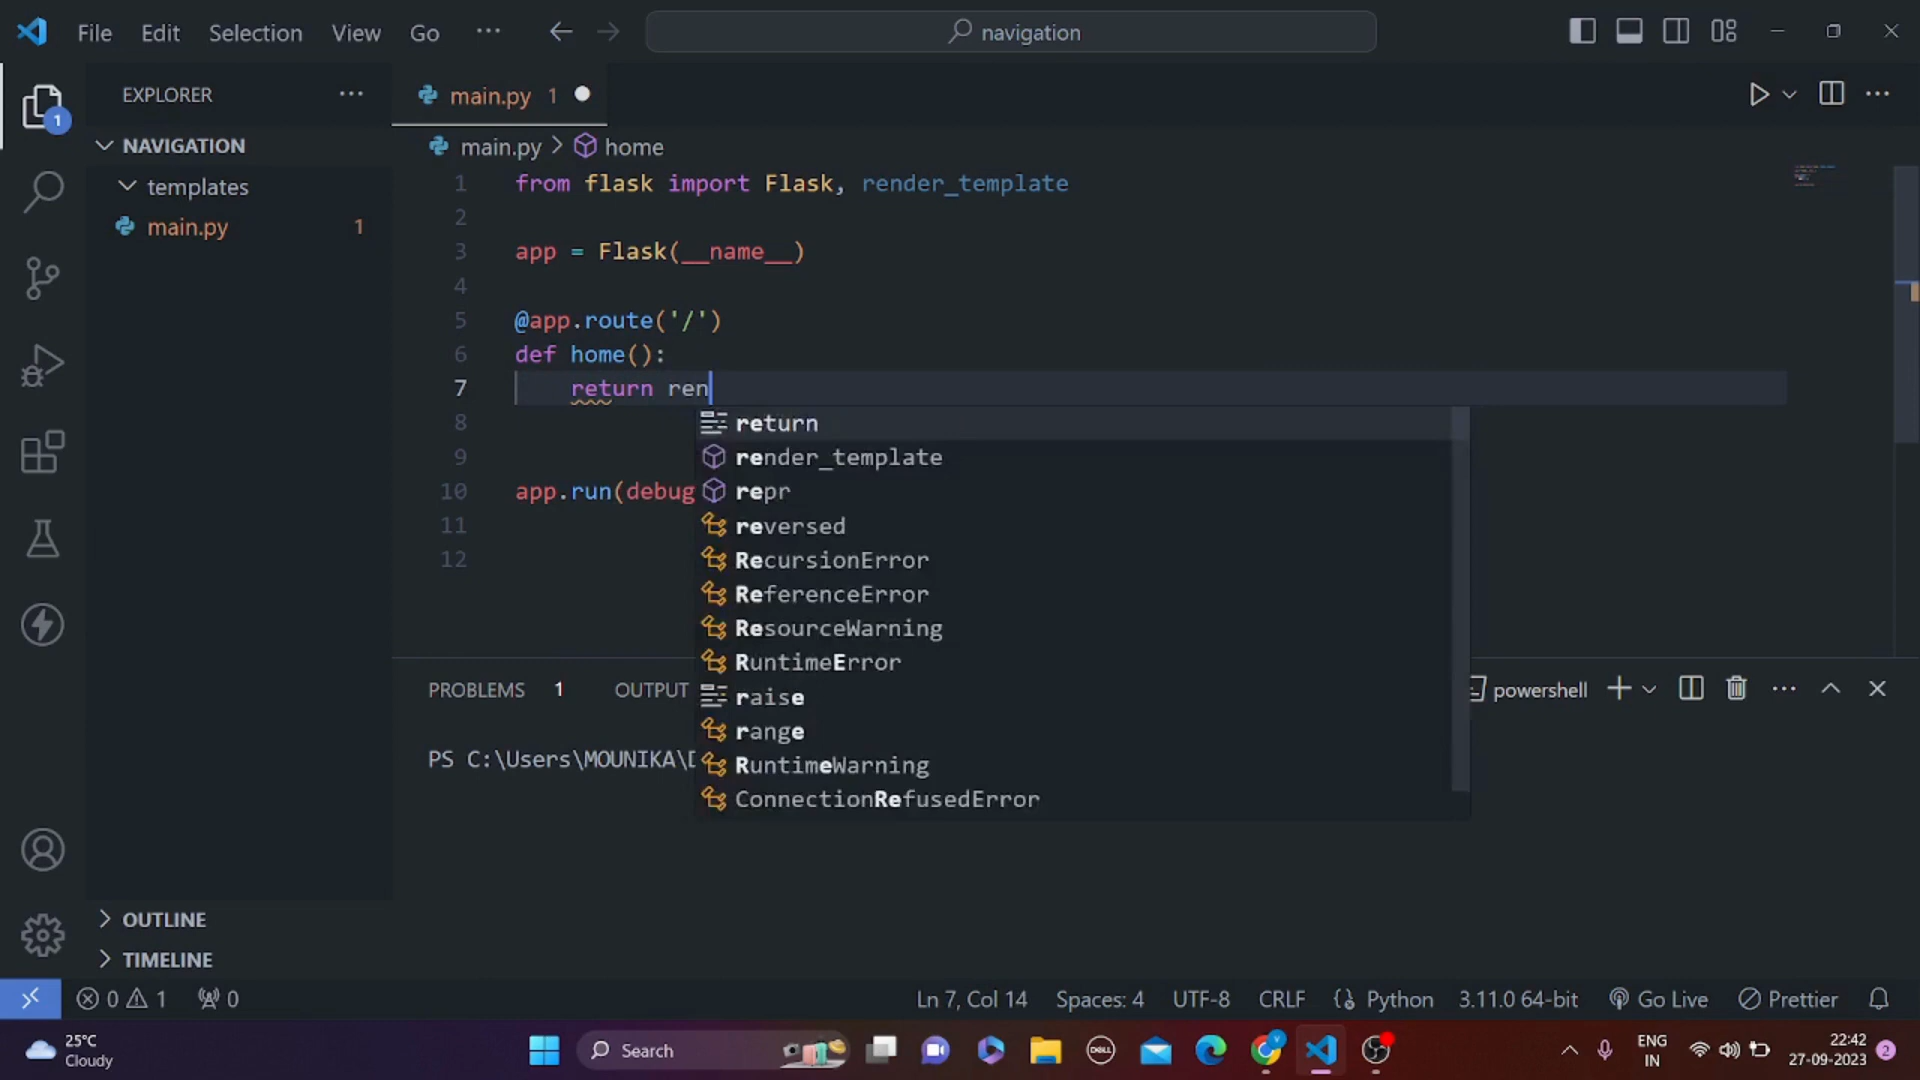 File Edit Selection View Go ··· navigation
EXPLORER ···
main.py 1
1
NAVIGATION
main.py > home
templates
main.py 1
1 from flask import Flask, render_template
2
3 app = Flask(__name__)
4
5 @app.route('/')
6 def home():
7 return ren
8
9
10 app.run(debug
11
12
return
render_template
repr
reversed
RecursionError
ReferenceError
ResourceWarning
RuntimeError
raise
range
RuntimeWarning
ConnectionRefusedError
PROBLEMS 1 OUTPUT powershell
PS C:\Users\MOUNIKA\D
OUTLINE
TIMELINE
0 1 0 Ln 7, Col 14 Spaces: 4 UTF-8 CRLF Python 3.11.0 64-bit Go Live Prettier
25°C
Cloudy
Search
DELL
ENG
IN
22:42
27-09-2023
2